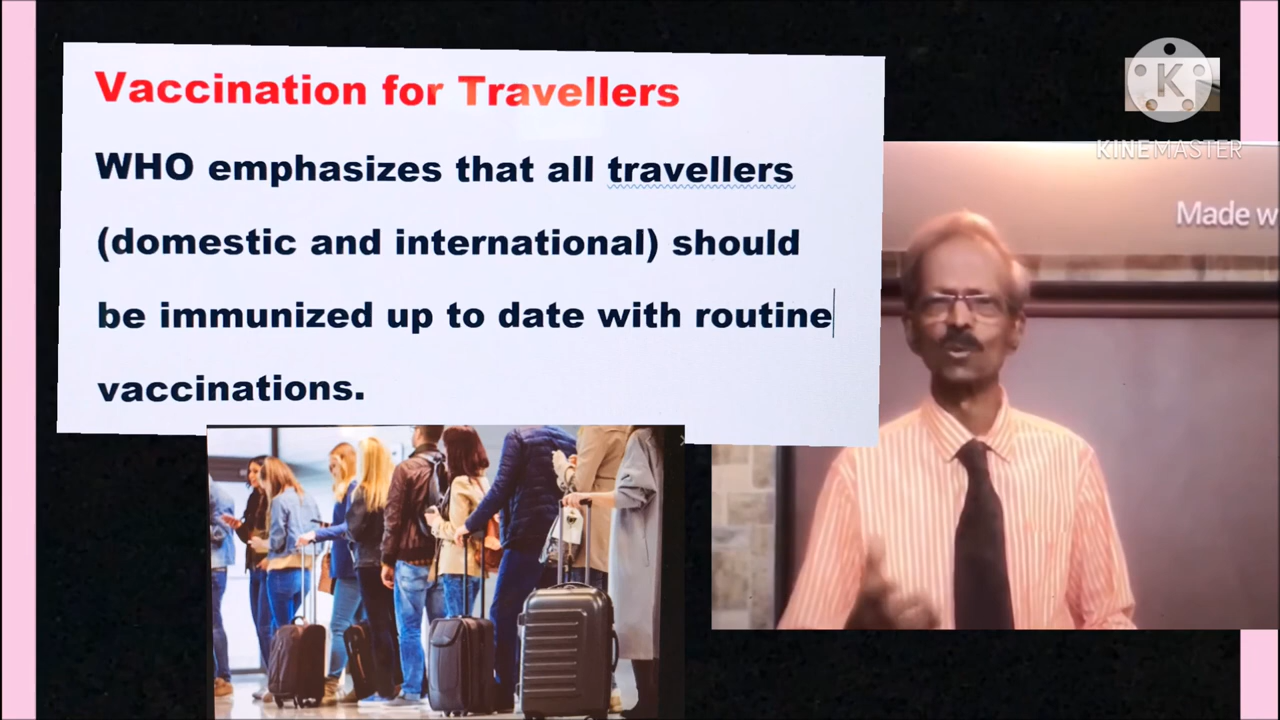 Vaccination for Travellers
WHO emphasizes that all travellers
(domestic and international) should
be immunized up to date with routine
vaccinations.
K
KINEMASTER
Made w